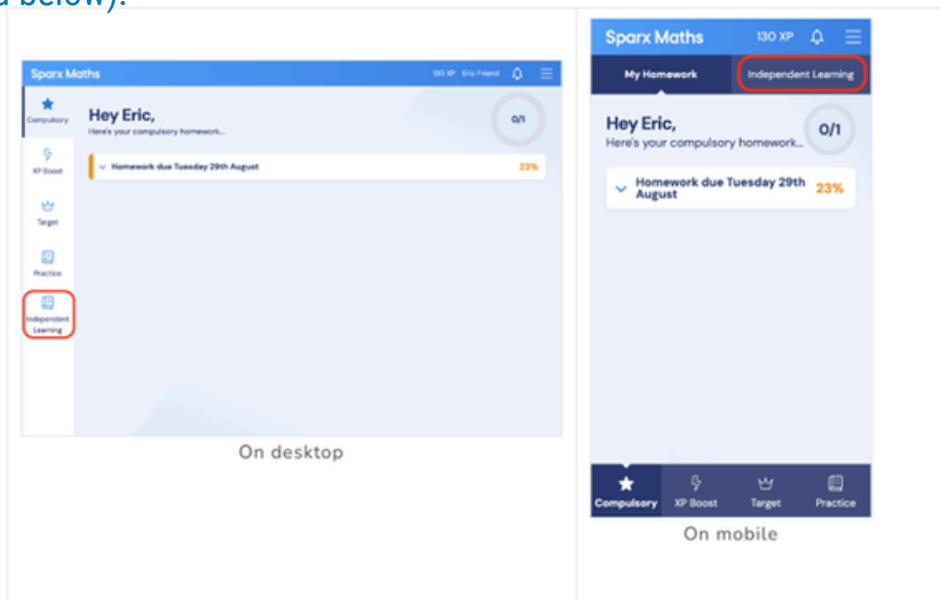 below):
Sparx Maths
130 XP Eric Friend
Compulsory
XP Boost
Target
Practice
Independent
Learning
Hey Eric,
Here's your compulsory homework...
0/1
Homework due Tuesday 29th August
23%
On desktop
Sparx Maths
130 XP
My Homework
Independent Learning
Hey Eric,
Here's your compulsory homework...
0/1
Homework due Tuesday 29th
August
23%
Compulsory
XP Boost
Target
Practice
On mobile